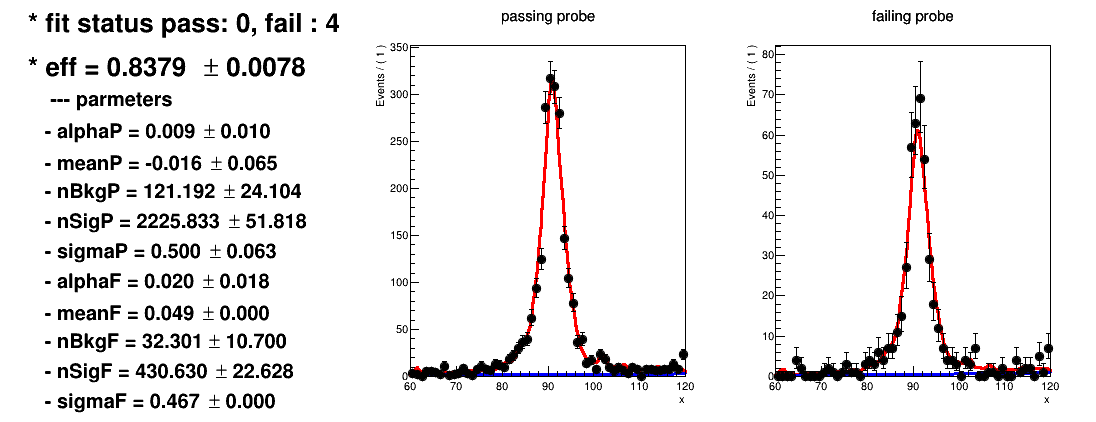 * fit status pass: 0, fail : 4
* eff = 0.8379 ± 0.0078
--- parmeters
- alphaP = 0.009 ± 0.010
- meanP = -0.016 ± 0.065
- nBkgP = 121.192 ± 24.104
- nSigP = 2225.833 ± 51.818
- sigmaP = 0.500 ± 0.063
- alphaF = 0.020 ± 0.018
- meanF = 0.049 ± 0.000
- nBkgF = 32.301 ± 10.700
- nSigF = 430.630 ± 22.628
- sigmaF = 0.467 ± 0.000
passing probe
Events / ( 1 )
350
300
250
200
150
100
50
0
60 70 80 90 100 110 120
x
failing probe
Events / ( 1 )
80
70
60
50
40
30
20
10
0
60 70 80 90 100 110 120
x